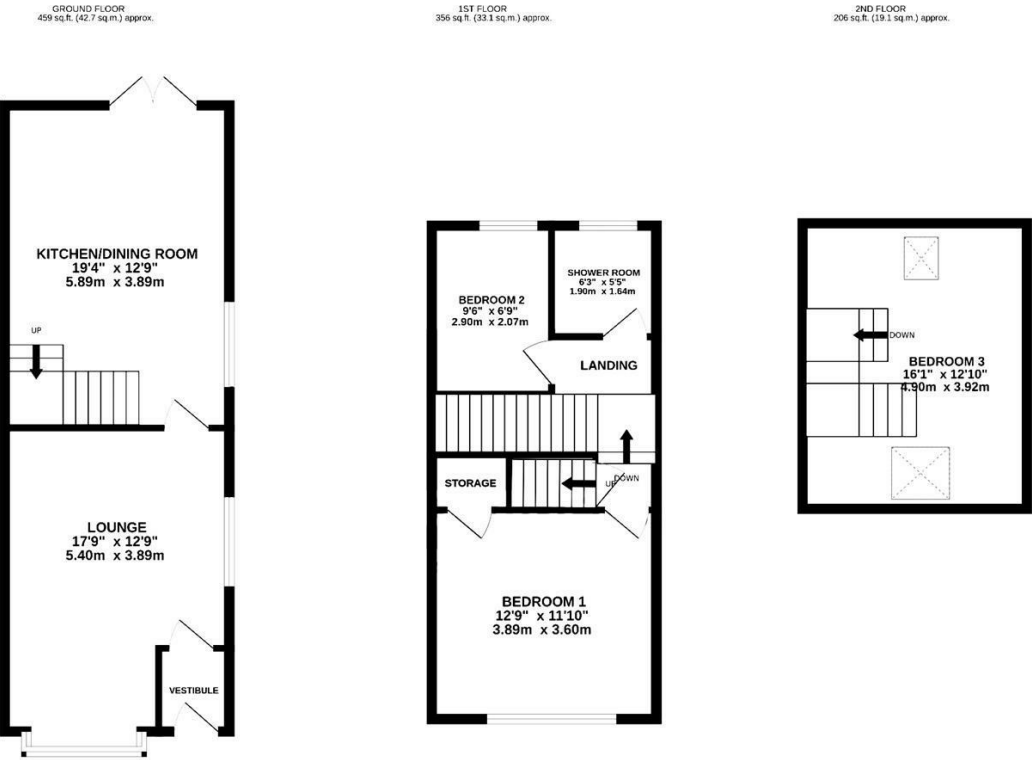 GROUND FLOOR
459 sq.ft. (42.7 sq.m.) approx.
1ST FLOOR
356 sq.ft. (33.1 sq.m.) approx.
2ND FLOOR
206 sq.ft. (19.1 sq.m.) approx.
KITCHEN/DINING ROOM
19'4" x 12'9"
5.89m x 3.89m
UP
LOUNGE
17'9" x 12'9"
5.40m x 3.89m
VESTIBULE
BEDROOM 2
9'6" x 6'9"
2.90m x 2.07m
SHOWER ROOM
6'3" x 5'5"
1.90m x 1.64m
LANDING
STORAGE
UP
DOWN
BEDROOM 1
12'9" x 11'10"
3.89m x 3.60m
DOWN
BEDROOM 3
16'1" x 12'10"
4.90m x 3.92m